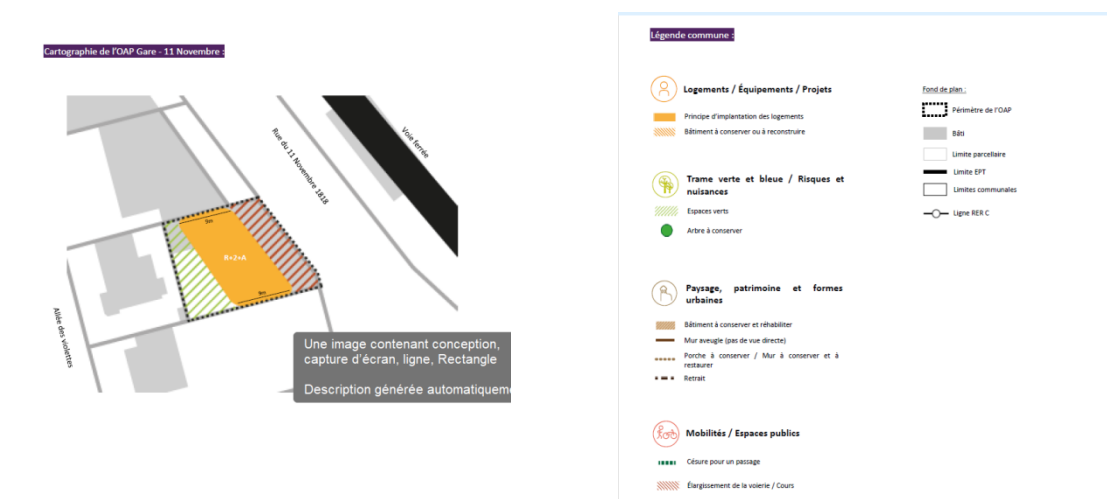 Cartographie de l'OAP Gare - 11 Novembre :
Voie ferrée
Rue du 11 Novembre 1818
8m
R+2+A
8m
Allée des violettes
Une image contenant conception,
capture d'écran, ligne, Rectangle
Description générée automatiqueme
Légende commune :
Logements / Équipements / Projets
Principe d'implantation des logements
Bâtiment à conserver ou à reconstruire
Trame verte et bleue / Risques et
nuisances
Espaces verts
Arbre à conserver
Paysage, patrimoine et formes
urbaines
Bâtiment à conserver et réhabiliter
Mur aveugle (pas de vue directe)
Porche à conserver / Mur à conserver et à
restaurer
Retrait
Mobilités / Espaces publics
Césure pour un passage
Élargissement de la voierie / Cours
Fond de plan :
Périmètre de l'OAP
Bâti
Limite parcellaire
Limite EPT
Limites communales
Ligne RER C